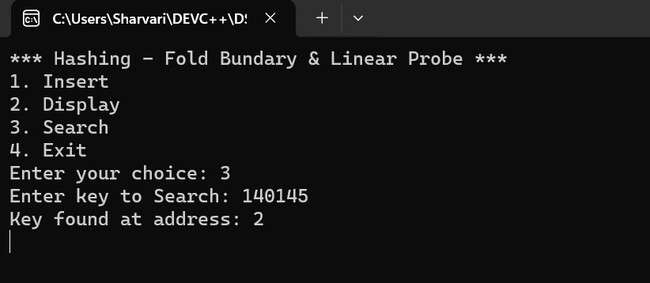 C:\Users\Sharvari\DEVC++\DS
*** Hashing - Fold Bundary & Linear Probe ***
1. Insert
2. Display
3. Search
4. Exit
Enter your choice: 3
Enter key to Search: 140145
Key found at address: 2